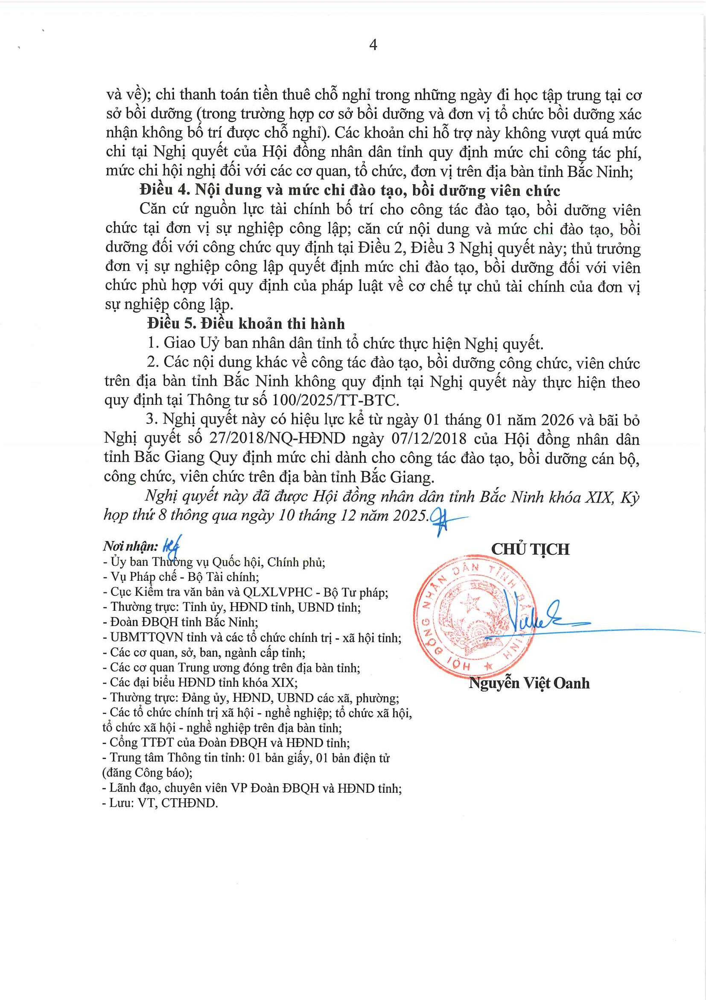 4
và về); chi thanh toán tiền thuê chỗ nghỉ trong những ngày đi học tập trung tại cơ
sở bồi dưỡng (trong trường hợp cơ sở bồi dưỡng và đơn vị tổ chức bồi dưỡng xác
nhận không bố trí được chỗ nghỉ). Các khoản chi hỗ trợ này không vượt quá mức
chi tại Nghị quyết của Hội đồng nhân dân tỉnh quy định mức chi công tác phí,
mức chi hội nghị đối với các cơ quan, tổ chức, đơn vị trên địa bàn tỉnh Bắc Ninh;
Điều 4. Nội dung và mức chi đào tạo, bồi dưỡng viên chức
Căn cứ nguồn lực tài chính bố trí cho công tác đào tạo, bồi dưỡng viên
chức tại đơn vị sự nghiệp công lập; căn cứ nội dung và mức chi đào tạo, bồi
dưỡng đối với công chức quy định tại Điều 2, Điều 3 Nghị quyết này; thủ trưởng
đơn vị sự nghiệp công lập quyết định mức chi đào tạo, bồi dưỡng đối với viên
chức phù hợp với quy định của pháp luật về cơ chế tự chủ tài chính của đơn vị
sự nghiệp công lập.
Điều 5. Điều khoản thi hành
1. Giao Uỷ ban nhân dân tỉnh tổ chức thực hiện Nghị quyết.
2. Các nội dung khác về công tác đào tạo, bồi dưỡng công chức, viên chức
trên địa bàn tỉnh Bắc Ninh không quy định tại Nghị quyết này thực hiện theo
quy định tại Thông tư số 100/2025/TT-BTC.
3. Nghị quyết này có hiệu lực kể từ ngày 01 tháng 01 năm 2026 và bãi bỏ
Nghị quyết số 27/2018/NQ-HĐND ngày 07/12/2018 của Hội đồng nhân dân
tỉnh Bắc Giang Quy định mức chi dành cho công tác đào tạo, bồi dưỡng cán bộ,
công chức, viên chức trên địa bàn tỉnh Bắc Giang.
Nghị quyết này đã được Hội đồng nhân dân tỉnh Bắc Ninh khóa XIX, Kỳ
họp thứ 8 thông qua ngày 10 tháng 12 năm 2025.
Nơi nhận:
- Ủy ban Thường vụ Quốc hội, Chính phủ;
- Vụ Pháp chế - Bộ Tài chính;
- Cục Kiểm tra văn bản và QLXLVPHC - Bộ Tư pháp;
- Thường trực: Tỉnh ủy, HĐND tỉnh, UBND tỉnh;
- Đoàn ĐBQH tỉnh Bắc Ninh;
- UBMTTQVN tỉnh và các tổ chức chính trị - xã hội tỉnh;
- Các cơ quan, sở, ban, ngành cấp tỉnh;
- Các cơ quan Trung ương đóng trên địa bàn tỉnh;
- Các đại biểu HĐND tỉnh khóa XIX;
- Thường trực: Đảng ủy, HĐND, UBND các xã, phường;
- Các tổ chức chính trị xã hội - nghề nghiệp; tổ chức xã hội,
tổ chức xã hội - nghề nghiệp trên địa bàn tỉnh;
- Cổng TTĐT của Đoàn ĐBQH và HĐND tỉnh;
- Trung tâm Thông tin tỉnh: 01 bản giấy, 01 bản điện tử
(đăng Công báo);
- Lãnh đạo, chuyên viên VP Đoàn ĐBQH và HĐND tỉnh;
- Lưu: VT, CTHĐND.
CHỦ TỊCH
HỘI ĐỒNG NHÂN DÂN TỈNH BẮC NINH
Nguyễn Việt Oanh